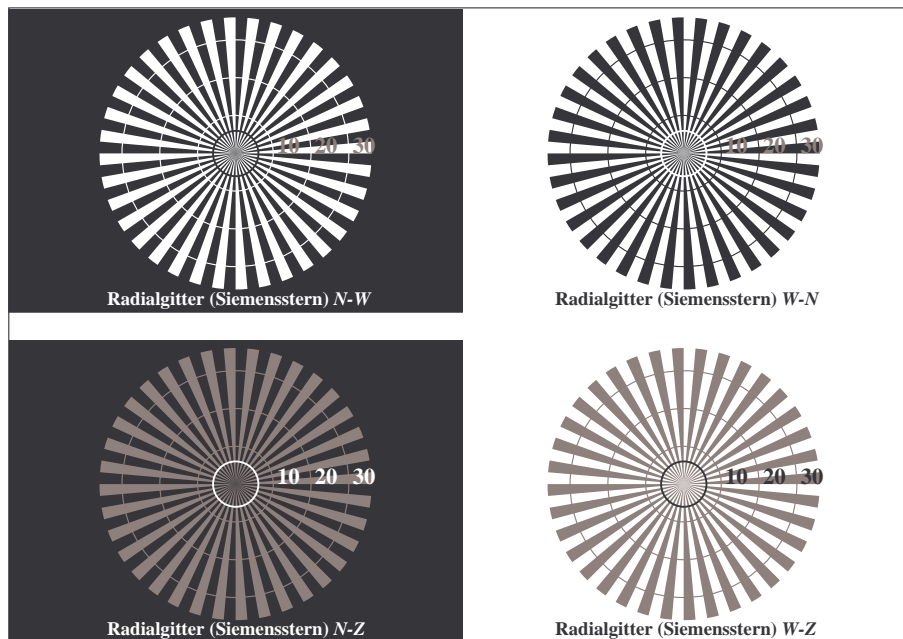 10 20 30
Radialgitter (Siemensstern) N-W
10 20 30
Radialgitter (Siemensstern) W-N
10 20 30
Radialgitter (Siemensstern) N-Z
10 20 30
Radialgitter (Siemensstern) W-Z